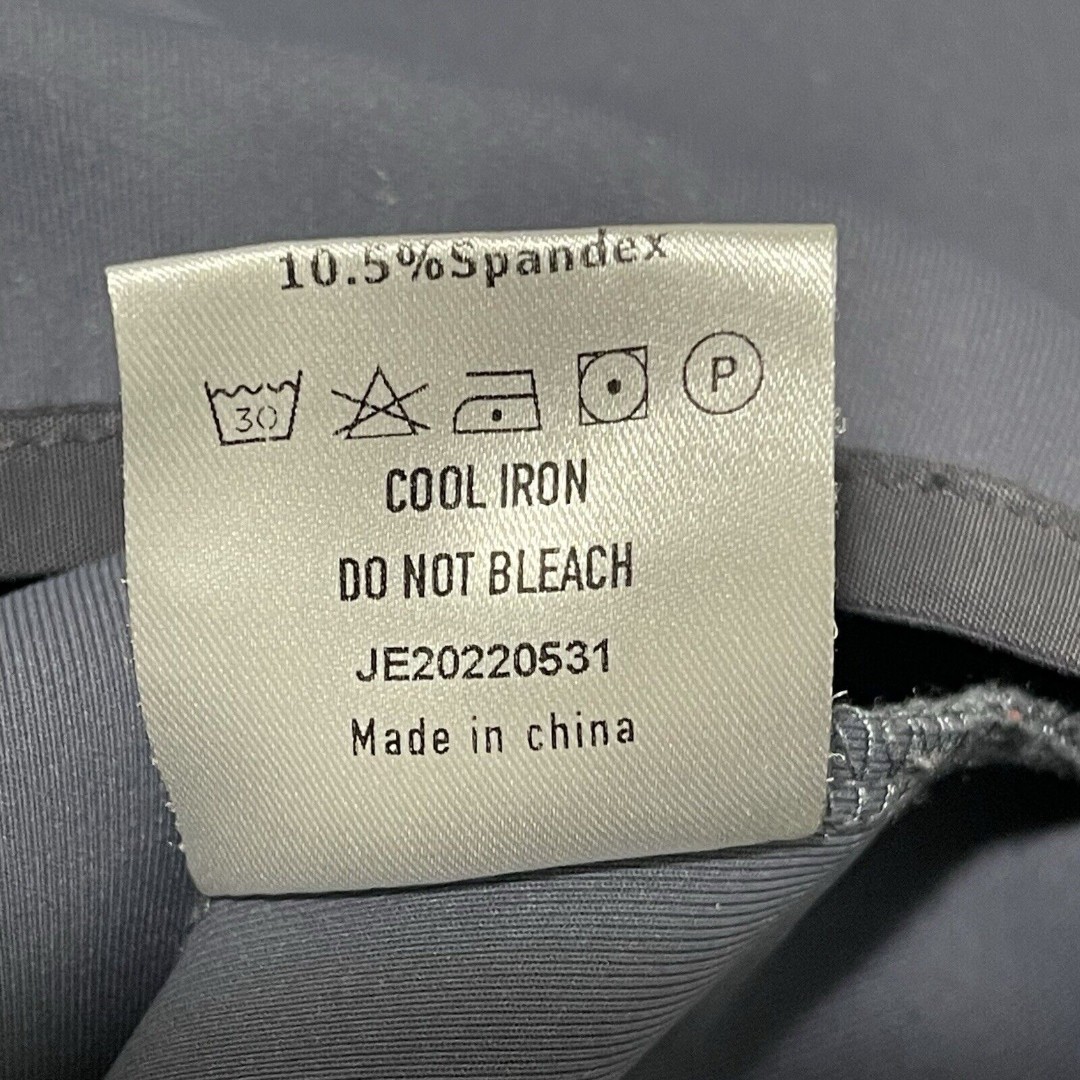 10.5%Spandex
30 P
COOL IRON
DO NOT BLEACH
JE20220531
Made in china